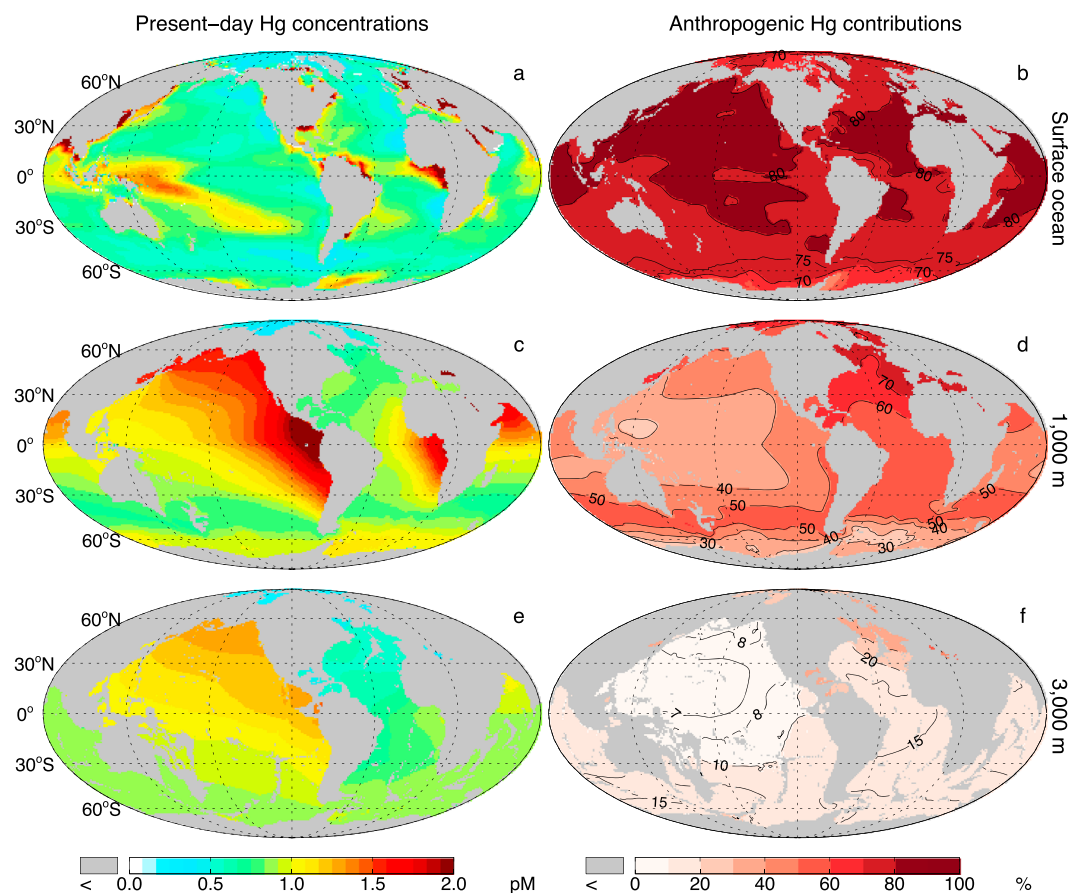 Present–day Hg concentrations
Anthropogenic Hg contributions
a
60°N
30°N
0°
30°S
60°S
b
70
80
80
80
80
75
75
70
70
Surface ocean
c
60°N
30°N
0°
30°S
60°S
d
70
60
50
40
50
50
50
50
40
40
30
30
1,000 m
e
60°N
30°N
0°
30°S
60°S
f
8
20
7
8
15
10
15
3,000 m
<
0.0
0.5
1.0
1.5
2.0
pM
<
0
20
40
60
80
100
%